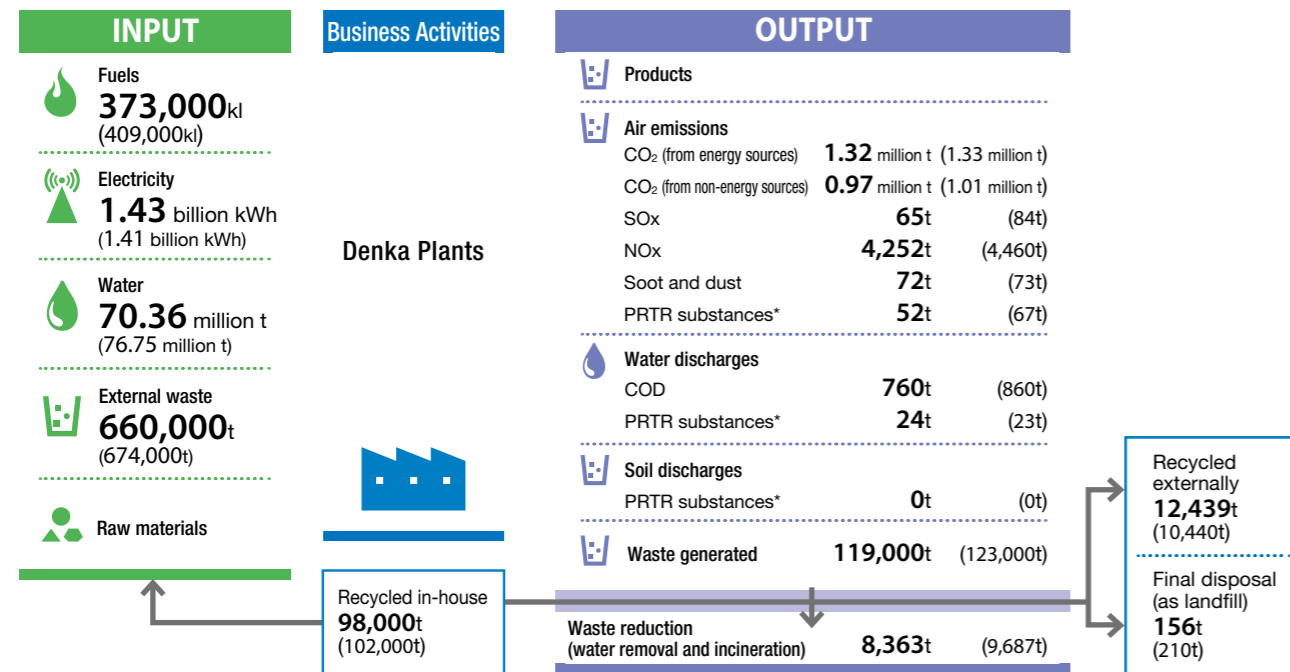 INPUT
Fuels
373,000kl
(409,000kl)
Electricity
1.43 billion kWh
(1.41 billion kWh)
Water
70.36 million t
(76.75 million t)
External waste
660,000t
(674,000t)
Raw materials
Business Activities
Denka Plants
Recycled in-house
98,000t
(102,000t)
OUTPUT
Products
Air emissions
CO₂ (from energy sources) 1.32 million t (1.33 million t)
CO₂ (from non-energy sources) 0.97 million t (1.01 million t)
SOx 65t (84t)
NOx 4,252t (4,460t)
Soot and dust 72t (73t)
PRTR substances* 52t (67t)
Water discharges
COD 760t (860t)
PRTR substances* 24t (23t)
Soil discharges
PRTR substances* 0t (0t)
Waste generated 119,000t (123,000t)
Waste reduction
(water removal and incineration) 8,363t (9,687t)
Recycled
externally
12,439t
(10,440t)
Final disposal
(as landfill)
156t
(210t)